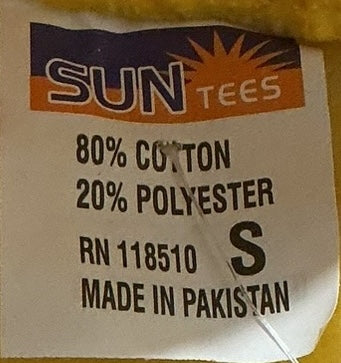 SUN TEES
80% COTTON
20% POLYESTER
RN 118510 S
MADE IN PAKISTAN